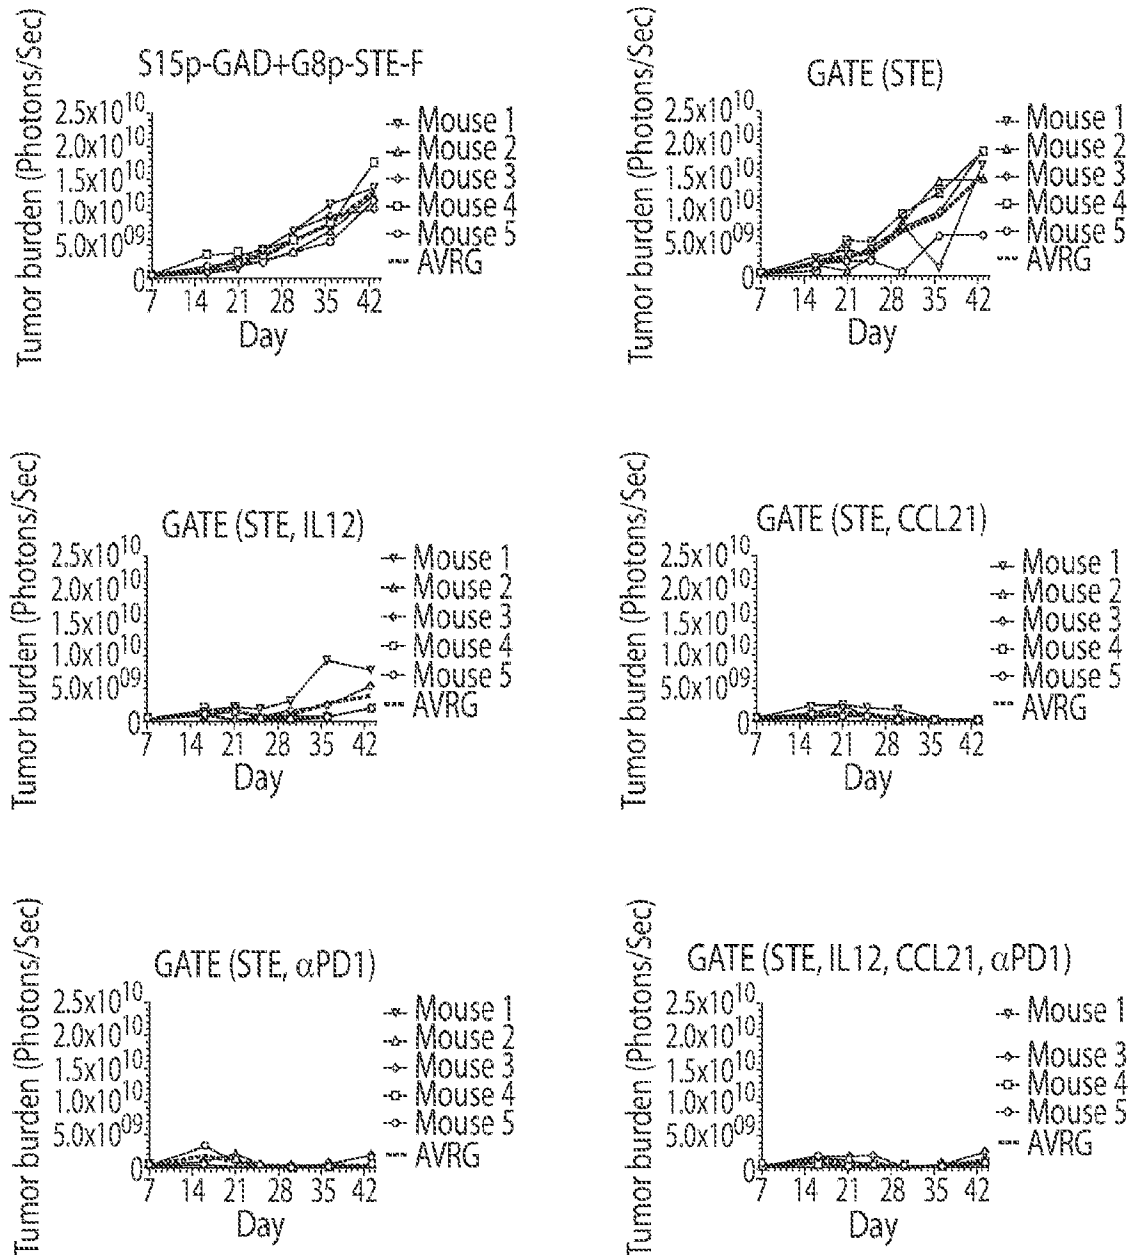 S15p-GAD+G8p-STE-F
Tumor burden (Photons/Sec)
2.5x10^10
2.0x10^10
1.5x10^10
1.0x10^10
5.0x10^09
0
7 14 21 28 35 42
Day
Mouse 1
Mouse 2
Mouse 3
Mouse 4
Mouse 5
AVRG
GATE (STE)
Tumor burden (Photons/Sec)
2.5x10^10
2.0x10^10
1.5x10^10
1.0x10^10
5.0x10^09
0
7 14 21 28 35 42
Day
Mouse 1
Mouse 2
Mouse 3
Mouse 4
Mouse 5
AVRG
GATE (STE, IL12)
Tumor burden (Photons/Sec)
2.5x10^10
2.0x10^10
1.5x10^10
1.0x10^10
5.0x10^09
0
7 14 21 28 35 42
Day
Mouse 1
Mouse 2
Mouse 3
Mouse 4
Mouse 5
AVRG
GATE (STE, CCL21)
Tumor burden (Photons/Sec)
2.5x10^10
2.0x10^10
1.5x10^10
1.0x10^10
5.0x10^09
0
7 14 21 28 35 42
Day
Mouse 1
Mouse 2
Mouse 3
Mouse 4
Mouse 5
AVRG
GATE (STE, αPD1)
Tumor burden (Photons/Sec)
2.5x10^10
2.0x10^10
1.5x10^10
1.0x10^10
5.0x10^09
0
7 14 21 28 35 42
Day
Mouse 1
Mouse 2
Mouse 3
Mouse 4
Mouse 5
AVRG
GATE (STE, IL12, CCL21, αPD1)
Tumor burden (Photons/Sec)
2.5x10^10
2.0x10^10
1.5x10^10
1.0x10^10
5.0x10^09
0
7 14 21 28 35 42
Day
Mouse 1
Mouse 3
Mouse 4
Mouse 5
AVRG